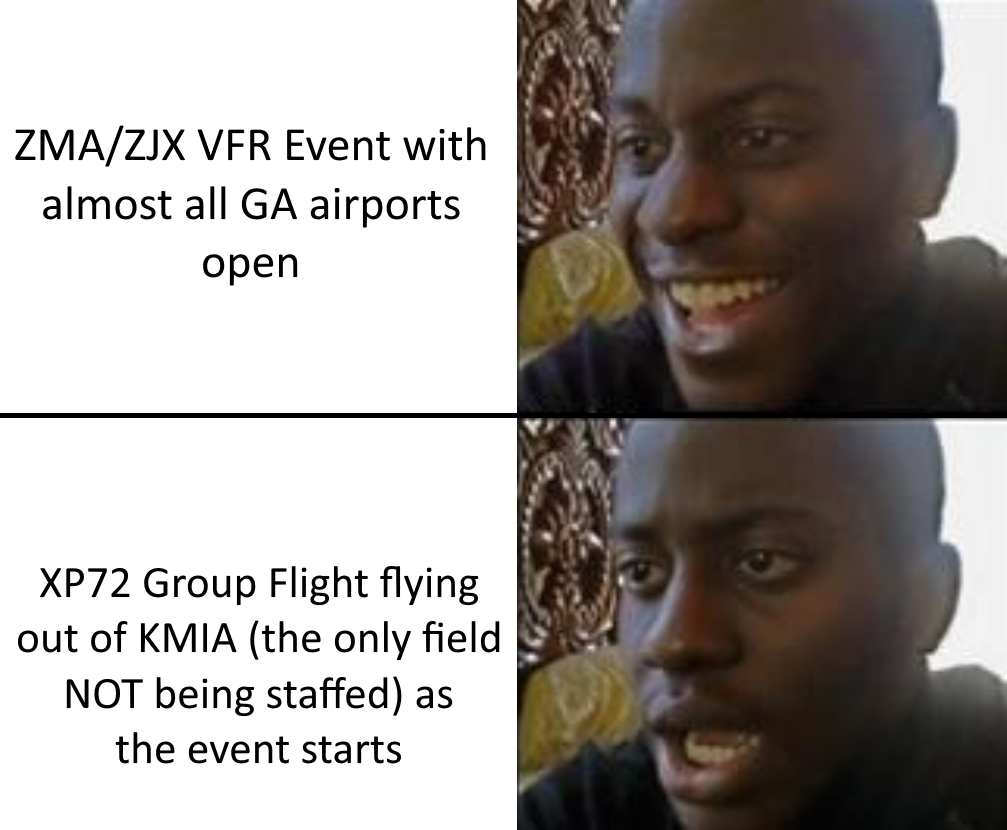 ZMA/ZJX VFR Event with
almost all GA airports
open
XP72 Group Flight flying
out of KMIA (the only field
NOT being staffed) as
the event starts